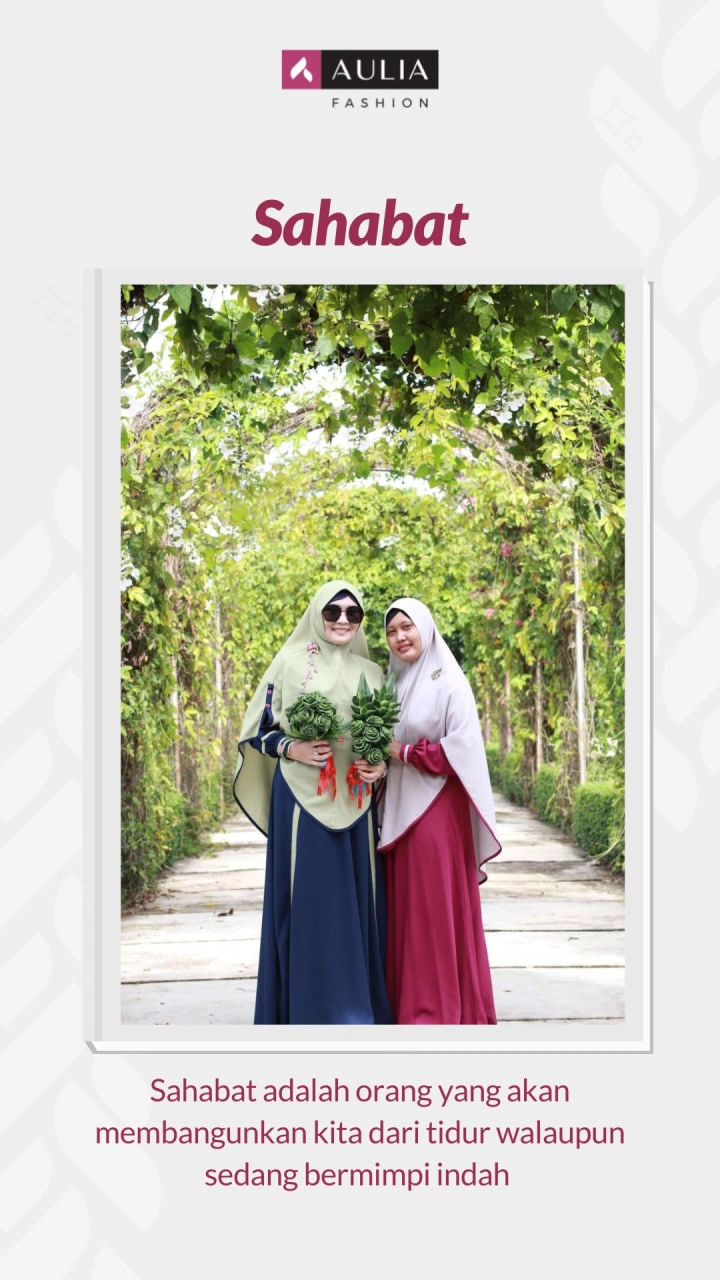 AULIA
FASHION
Sahabat
Sahabat adalah orang yang akan
membangunkan kita dari tidur walaupun
sedang bermimpi indah